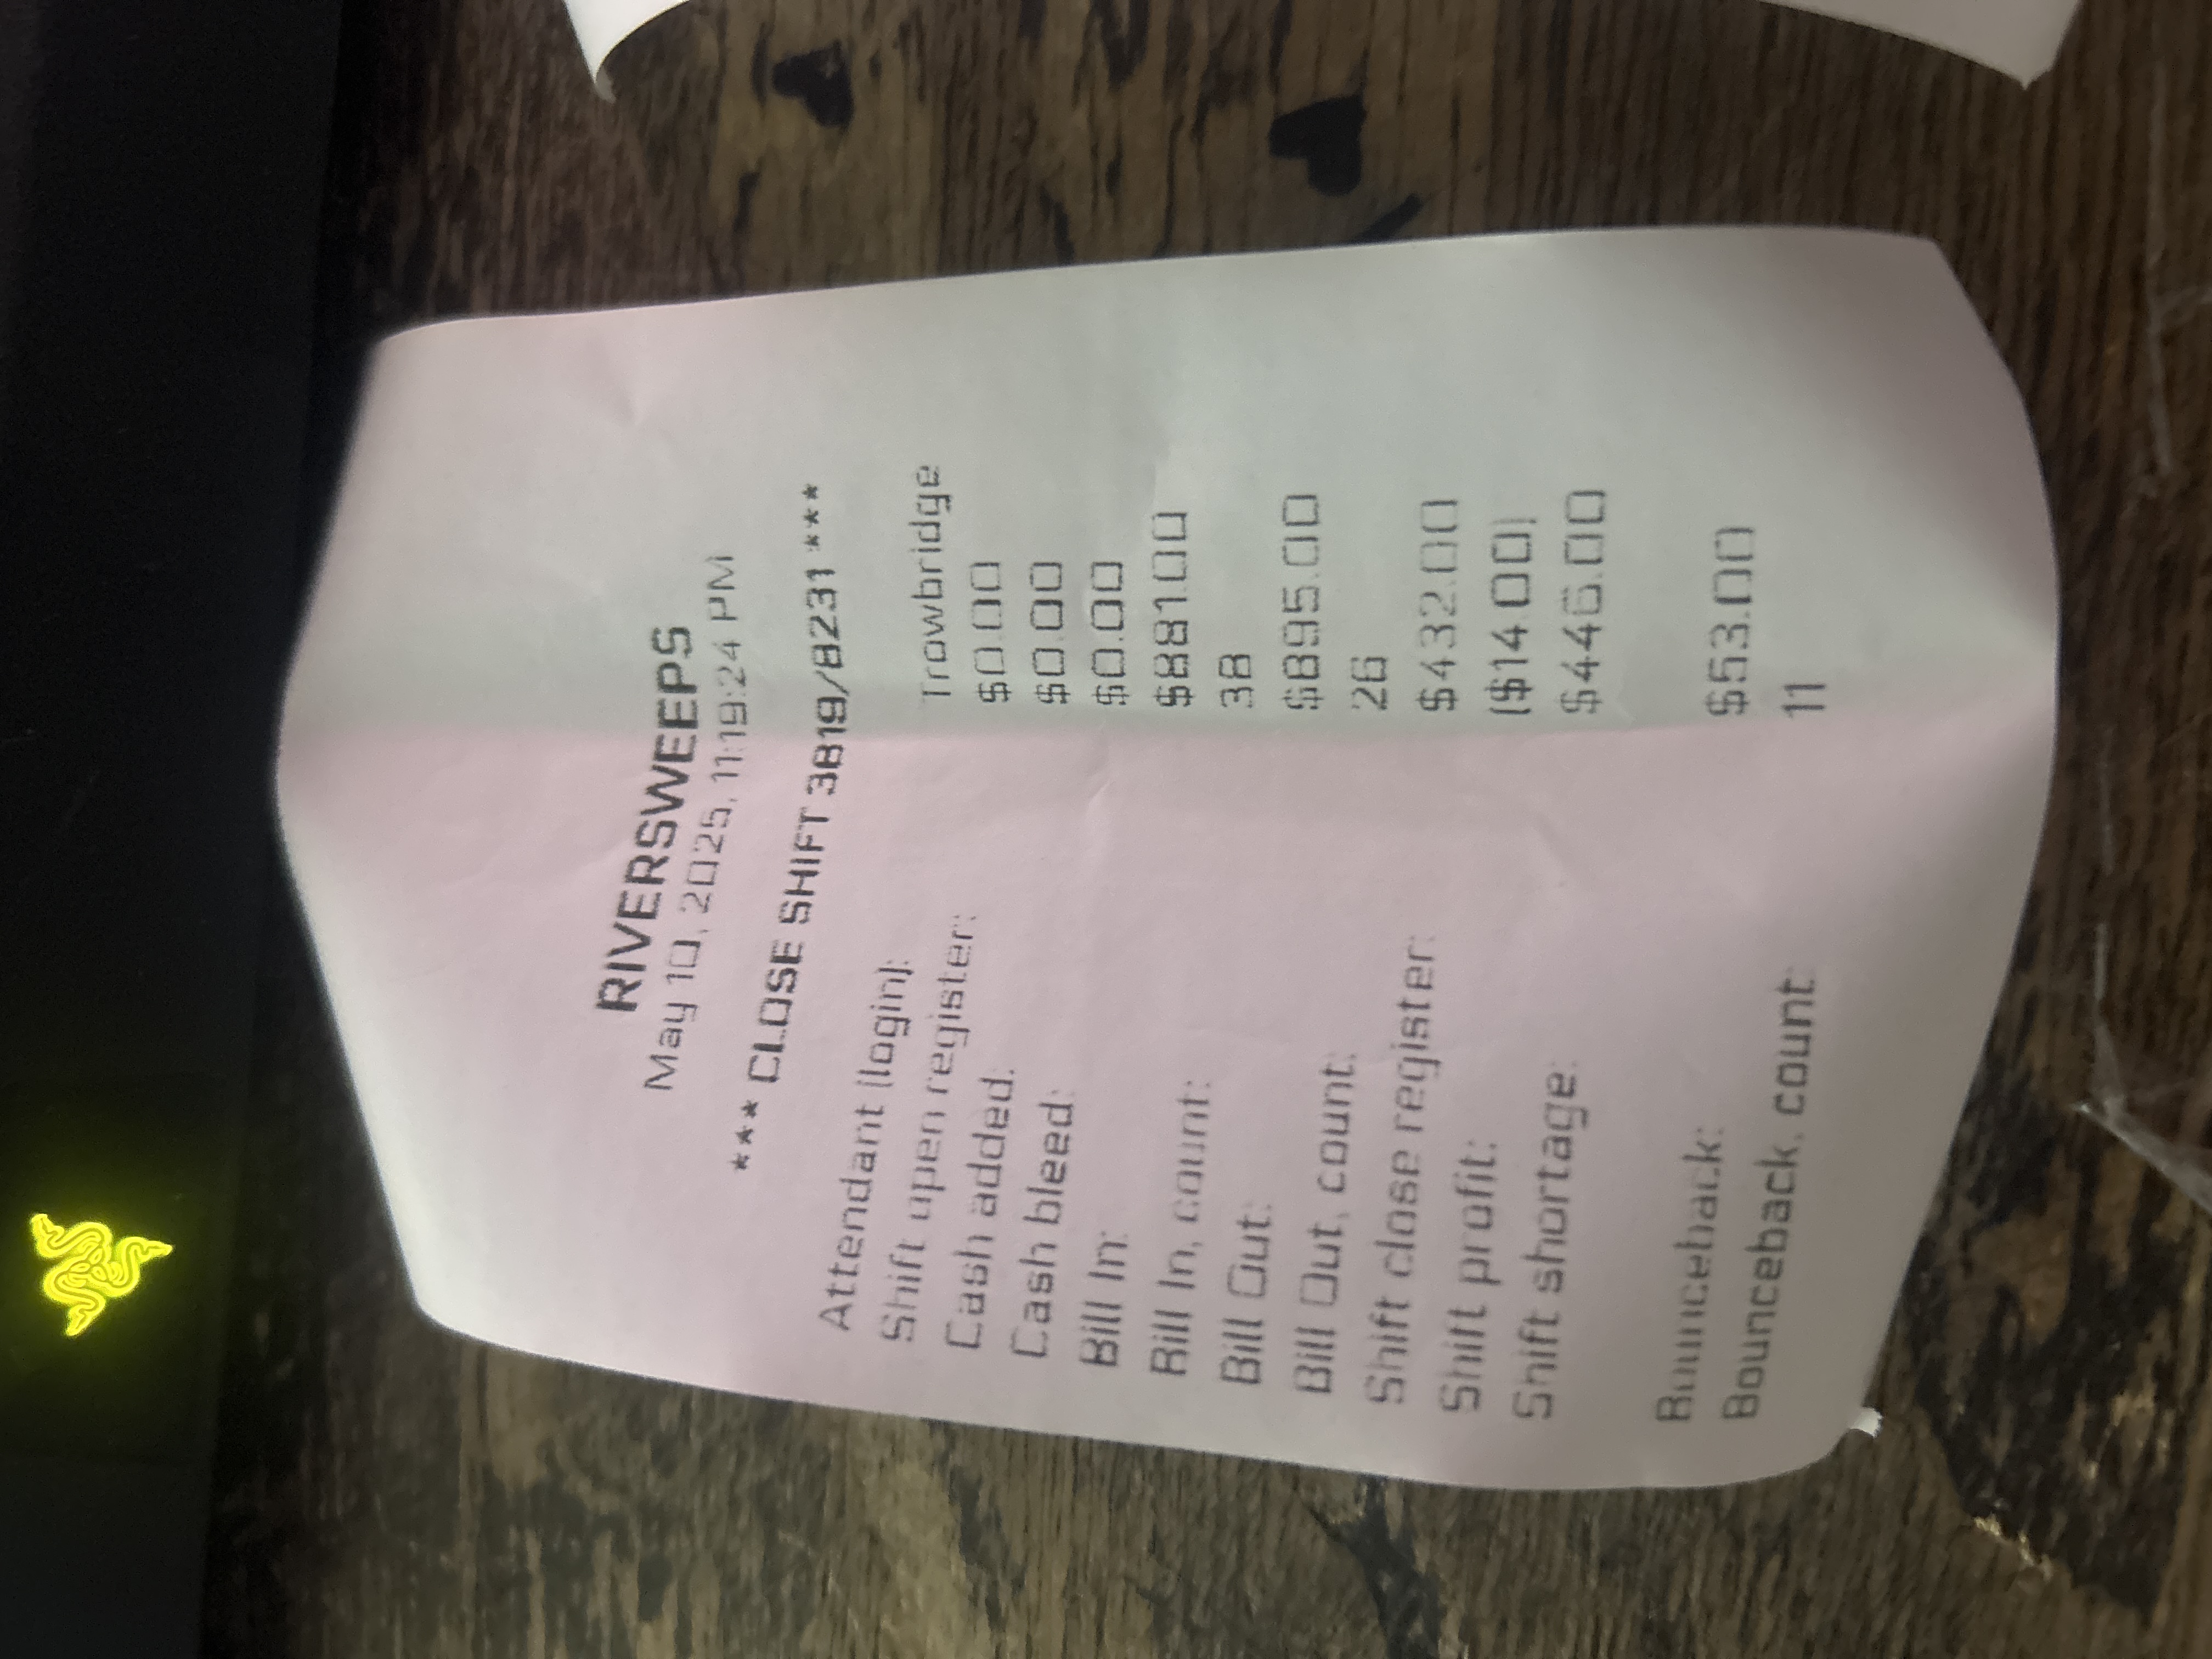 RIVERSWEEPS
May 10, 2025, 11:19:24 PM
*** CLOSE SHIFT 3819/8231 ***
Attendant (login): Trowbridge
Shift open register: $0.00
Cash added: $0.00
Cash bleed: $0.00
Bill In: $881.00
Bill In, count: 38
Bill Out: $895.00
Bill Out, count: 26
Shift close register: $432.00
Shift profit: ($14.00)
Shift shortage: $446.00
Bounceback: $53.00
Bounceback, count: 11